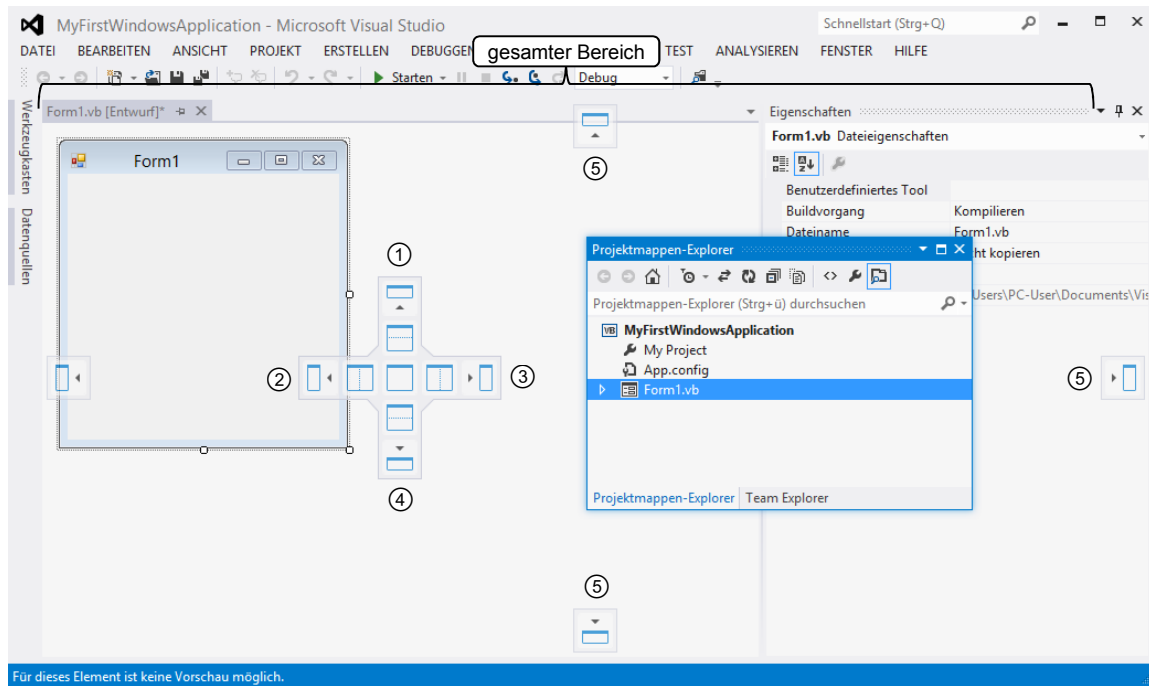 MyFirstWindowsApplication - Microsoft Visual Studio
Schnellstart (Strg+Q)
DATEI BEARBEITEN ANSICHT PROJEKT ERSTELLEN DEBUGGEN
gesamter Bereich
TEST ANALYSIEREN FENSTER HILFE
Starten
Debug
Werkzeugkasten
Datenquellen
Form1.vb [Entwurf]*
Form1
Eigenschaften
Form1.vb Dateieigenschaften
Benutzerdefiniertes Tool
Buildvorgang Kompilieren
Dateiname Form1.vb
kopieren
Users\PC-User\Documents\Vis
Projektmappen-Explorer
Projektmappen-Explorer (Strg+ü) durchsuchen
VB MyFirstWindowsApplication
My Project
App.config
Form1.vb
Projektmappen-Explorer Team Explorer
1
2
3
4
5
5
5
Für dieses Element ist keine Vorschau möglich.